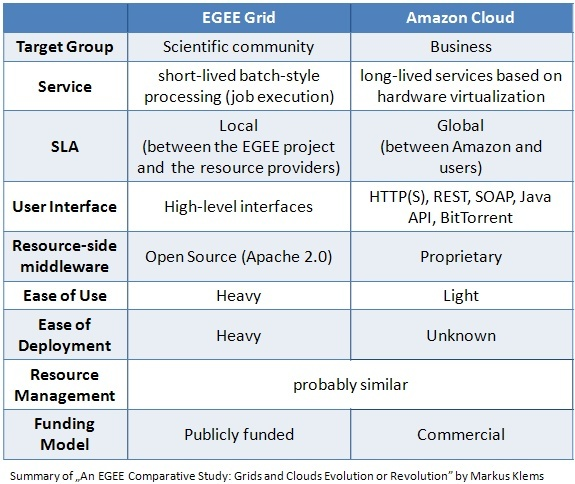 EGEE Grid Amazon Cloud
Target Group Scientific community Business
Service short-lived batch-style processing (job execution) long-lived services based on hardware virtualization
SLA Local (between the EGEE project and the resource providers) Global (between Amazon and users)
User Interface High-level interfaces HTTP(S), REST, SOAP, Java API, BitTorrent
Resource-side middleware Open Source (Apache 2.0) Proprietary
Ease of Use Heavy Light
Ease of Deployment Heavy Unknown
Resource Management probably similar
Funding Model Publicly funded Commercial
Summary of „An EGEE Comparative Study: Grids and Clouds Evolution or Revolution" by Markus Klems